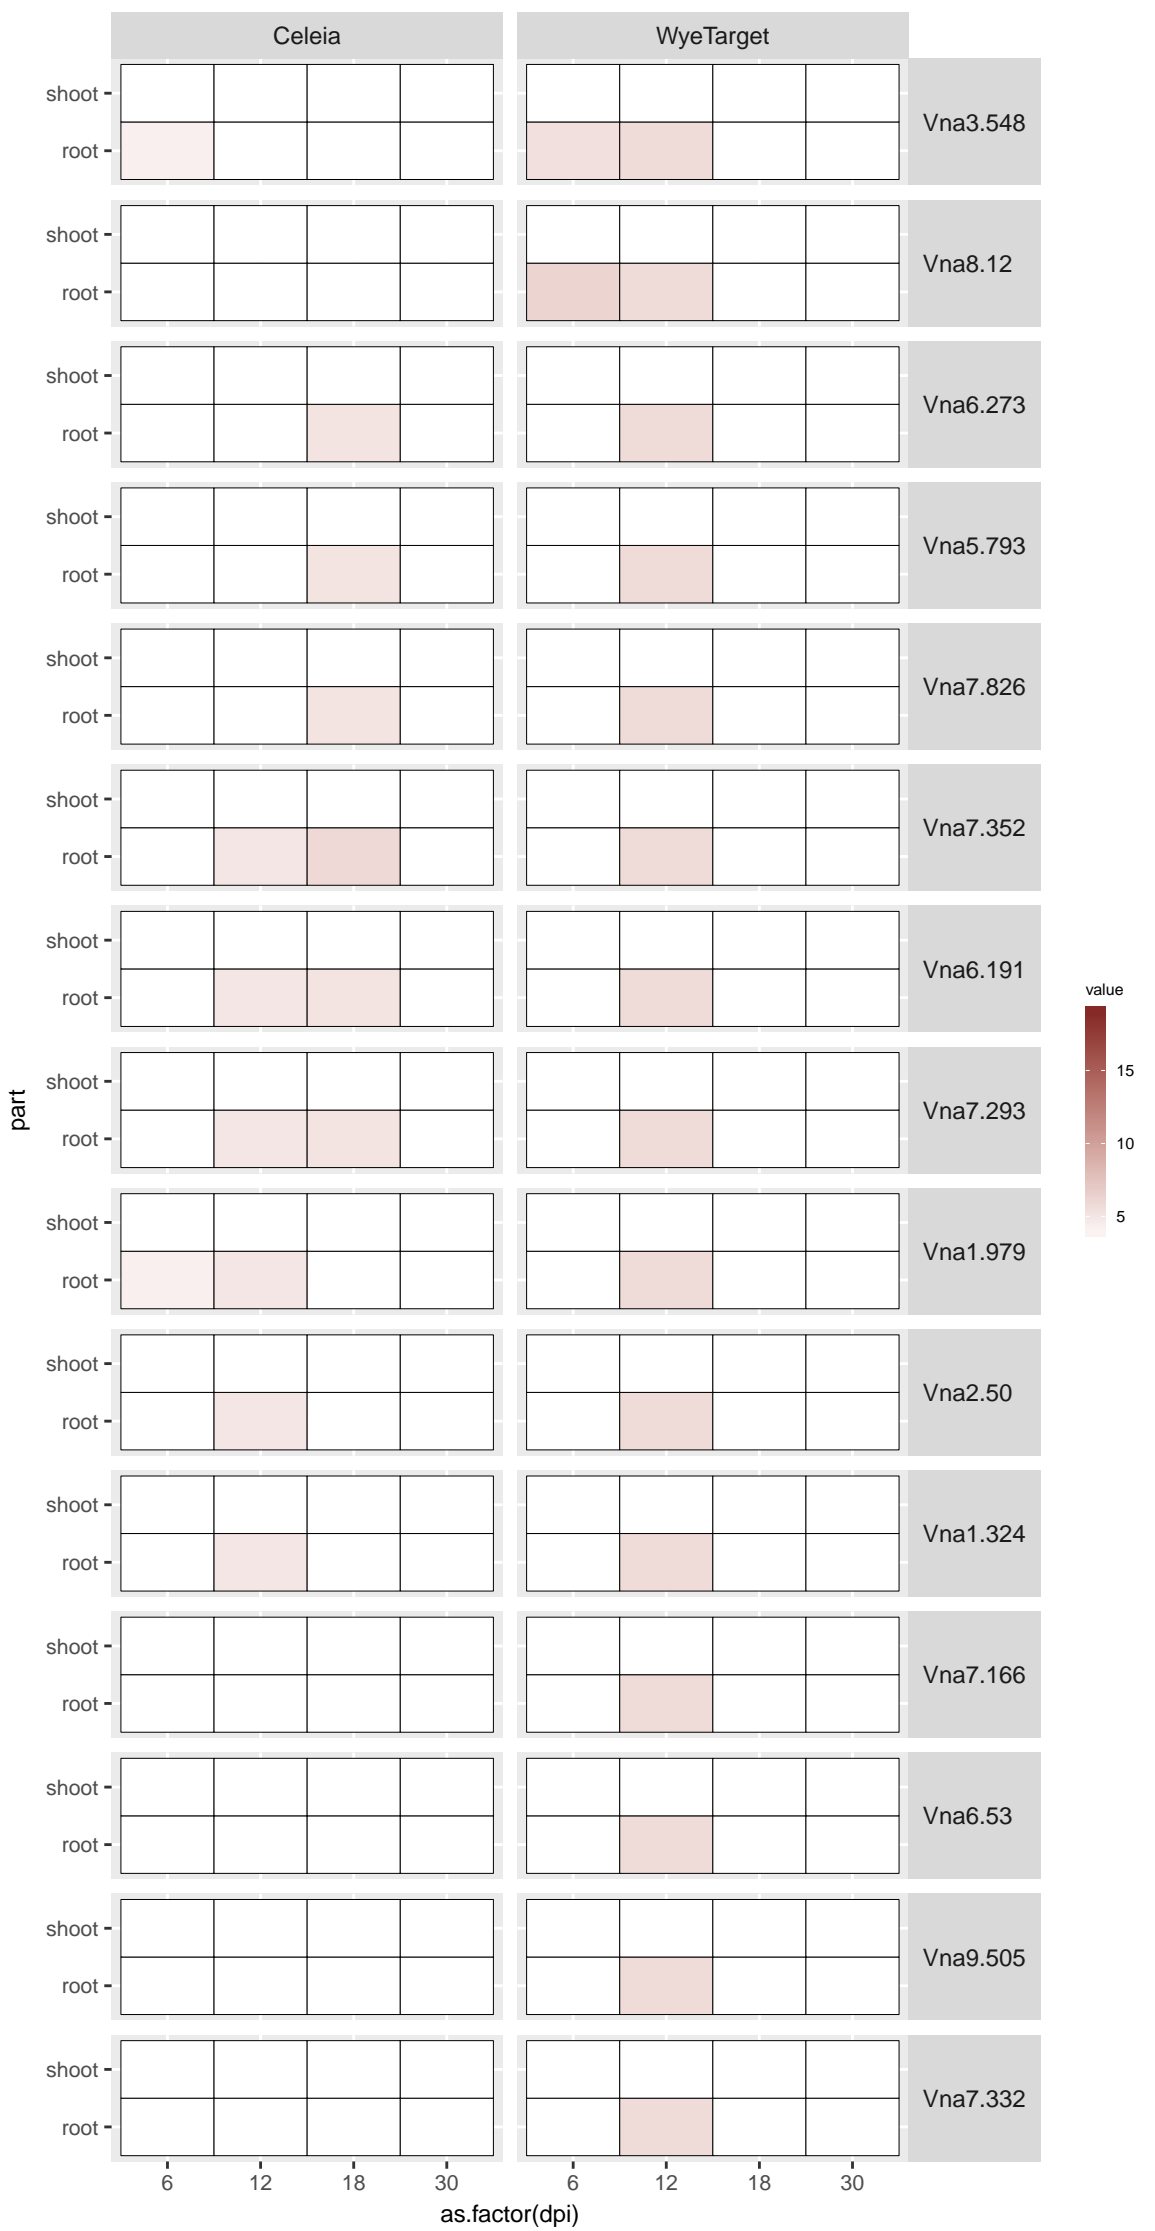 Celeia WyeTarget
shoot
root
Vna3.548
shoot
root
Vna8.12
shoot
root
Vna6.273
shoot
root
Vna5.793
shoot
root
Vna7.826
shoot
root
Vna7.352
shoot
root
Vna6.191
shoot
root
Vna7.293
shoot
root
Vna1.979
shoot
root
Vna2.50
shoot
root
Vna1.324
shoot
root
Vna7.166
shoot
root
Vna6.53
shoot
root
Vna9.505
shoot
root
Vna7.332
6 12 18 30 6 12 18 30
as.factor(dpi)
part
value
15
10
5